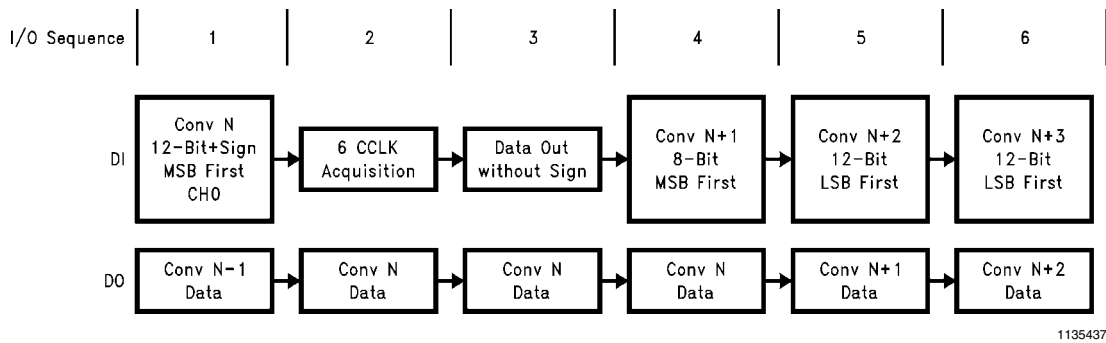 I/O Sequence 1 2 3 4 5 6
DI
Conv N
12-Bit+Sign
MSB First
CH0
6 CCLK
Acquisition
Data Out
without Sign
Conv N+1
8-Bit
MSB First
Conv N+2
12-Bit
LSB First
Conv N+3
12-Bit
LSB First
DO
Conv N-1
Data
Conv N
Data
Conv N
Data
Conv N
Data
Conv N+1
Data
Conv N+2
Data
1135437